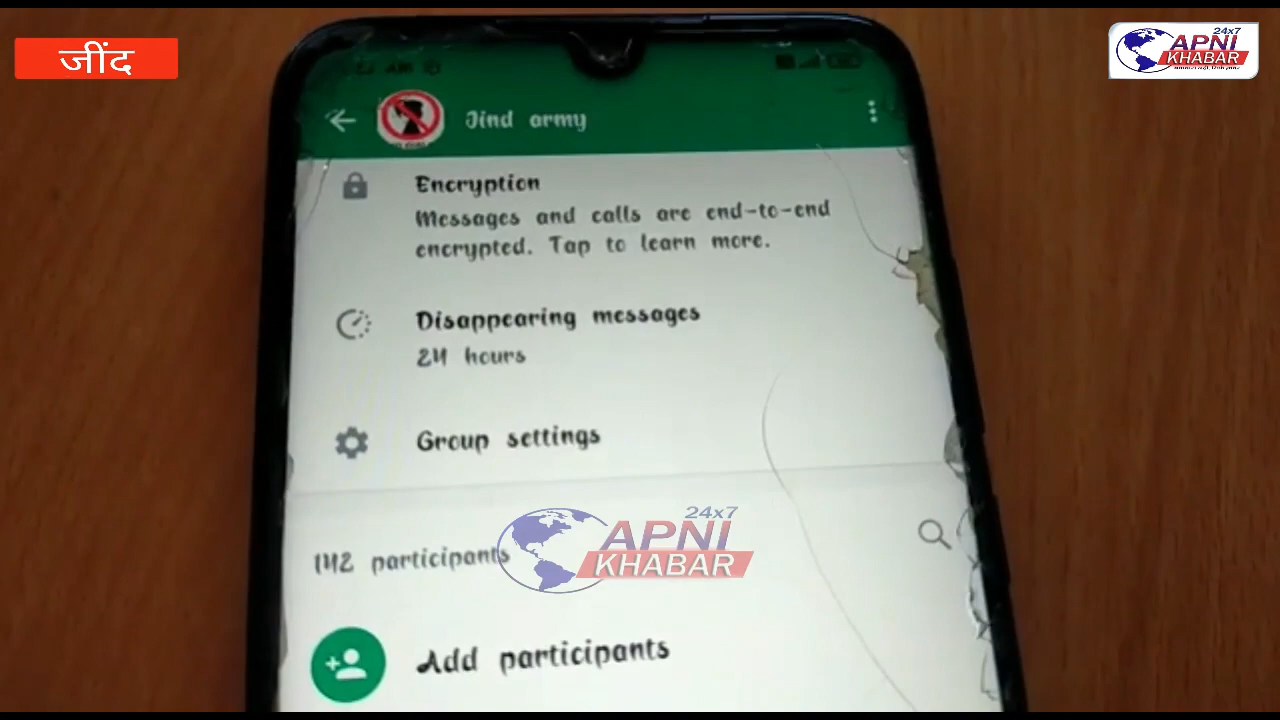 जींद
24x7
APNI
KHABAR
Jind army
Encryption
Messages and calls are end-to-end
encrypted. Tap to learn more.
Disappearing messages
24 hours
Group settings
24x7
APNI
KHABAR
142 participants
Add participants